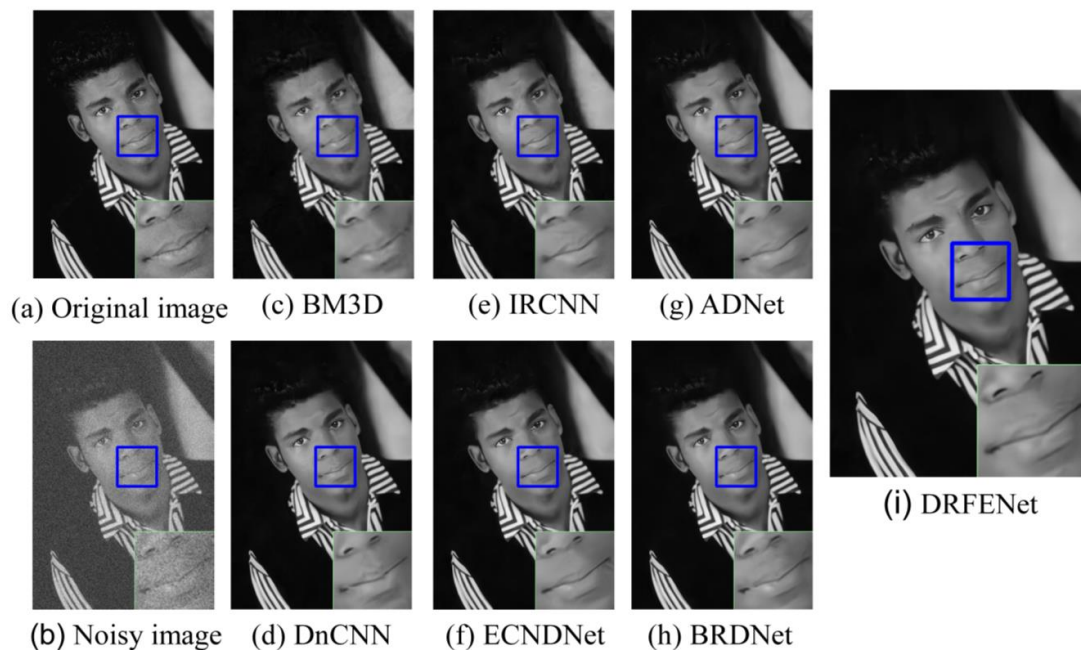 (a) Original image
(c) BM3D
(e) IRCNN
(g) ADNet
(b) Noisy image
(d) DnCNN
(f) ECNDNet
(h) BRDNet
(i) DRFENet